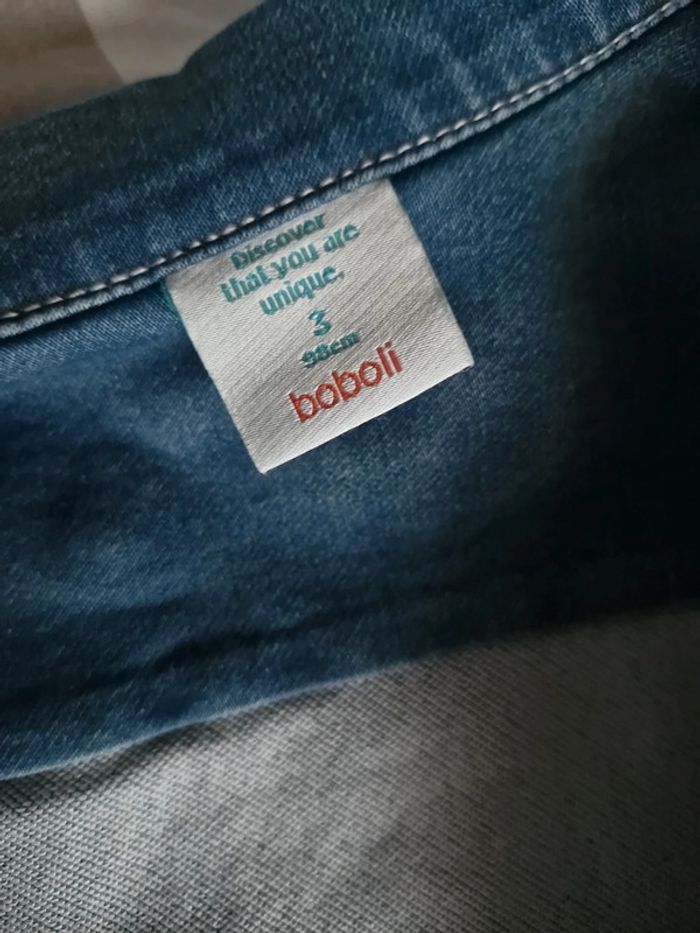 Discover
that you are
unique.
3
98cm
boboli